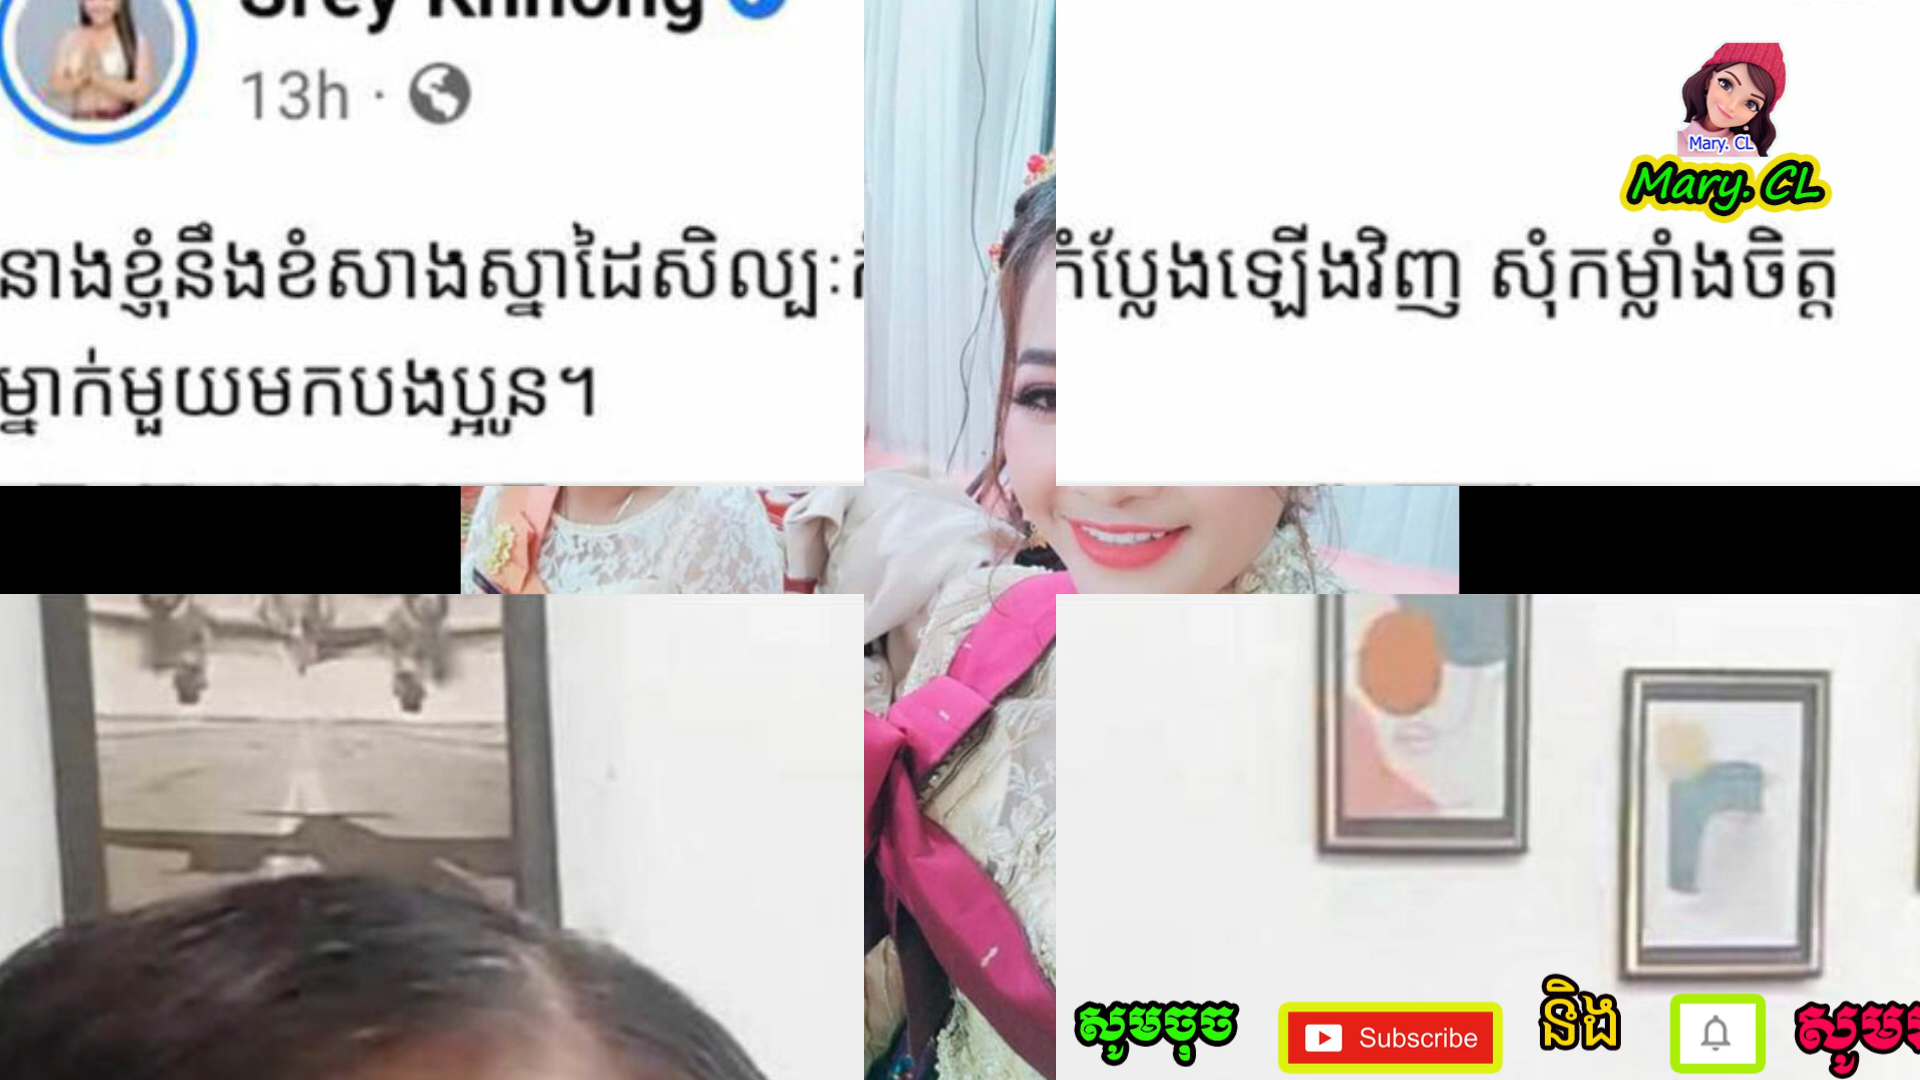 13h
Mary. CL
Mary. CL
នាងខ្ញុំនឹងខំសាងស្នាដៃសិល្បៈកំប្លែងឡើងវិញ សុំកម្លាំងចិត្ត
ម្នាក់មួយមកបងប្អូន។
សូមចុច Subscribe និង